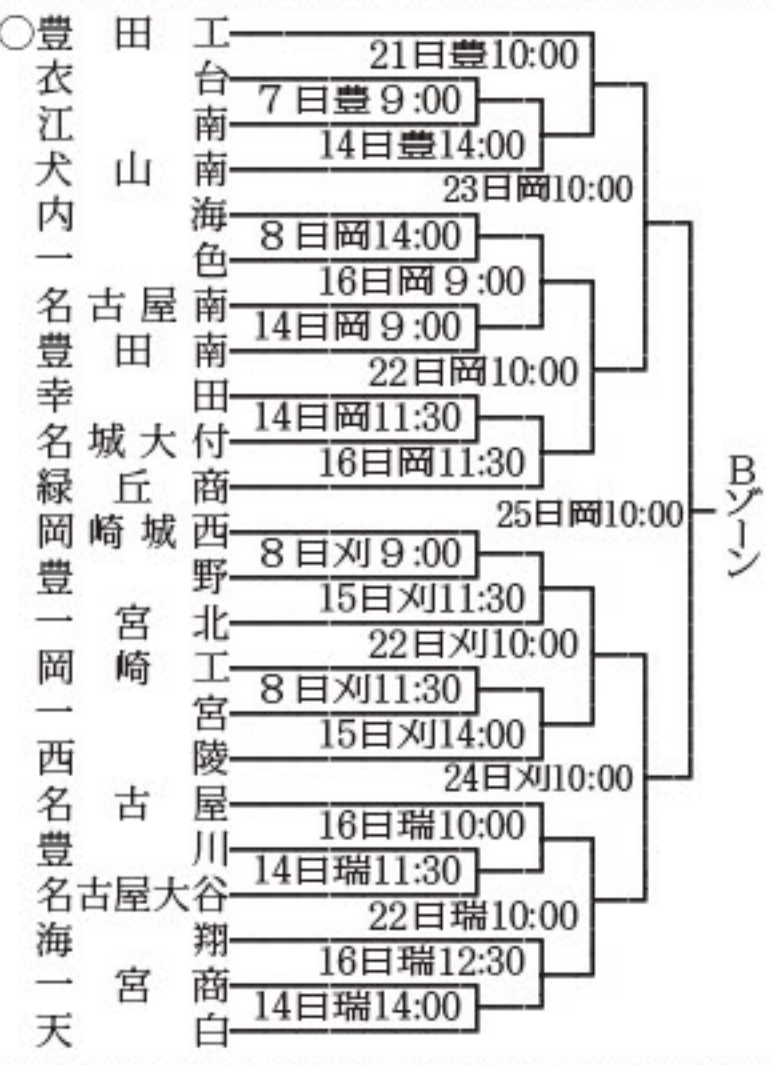 ○豊田工
21日豊10:00
衣台
7日豊9:00
江南
14日豊14:00
犬山南
23日岡10:00
内海
8日岡14:00
一色
16日岡9:00
名古屋南
14日岡9:00
豊田南
22日岡10:00
幸田
14日岡11:30
名城大付
16日岡11:30
緑丘商
25日岡10:00
Bゾーン
岡崎城西
8日刈9:00
豊野
15日刈11:30
一宮北
22日刈10:00
岡崎工
8日刈11:30
一宮
15日刈14:00
西陵
24日刈10:00
名古屋
16日瑞10:00
豊川
14日瑞11:30
名古屋大谷
22日瑞10:00
海翔
16日瑞12:30
一宮商
14日瑞14:00
天白